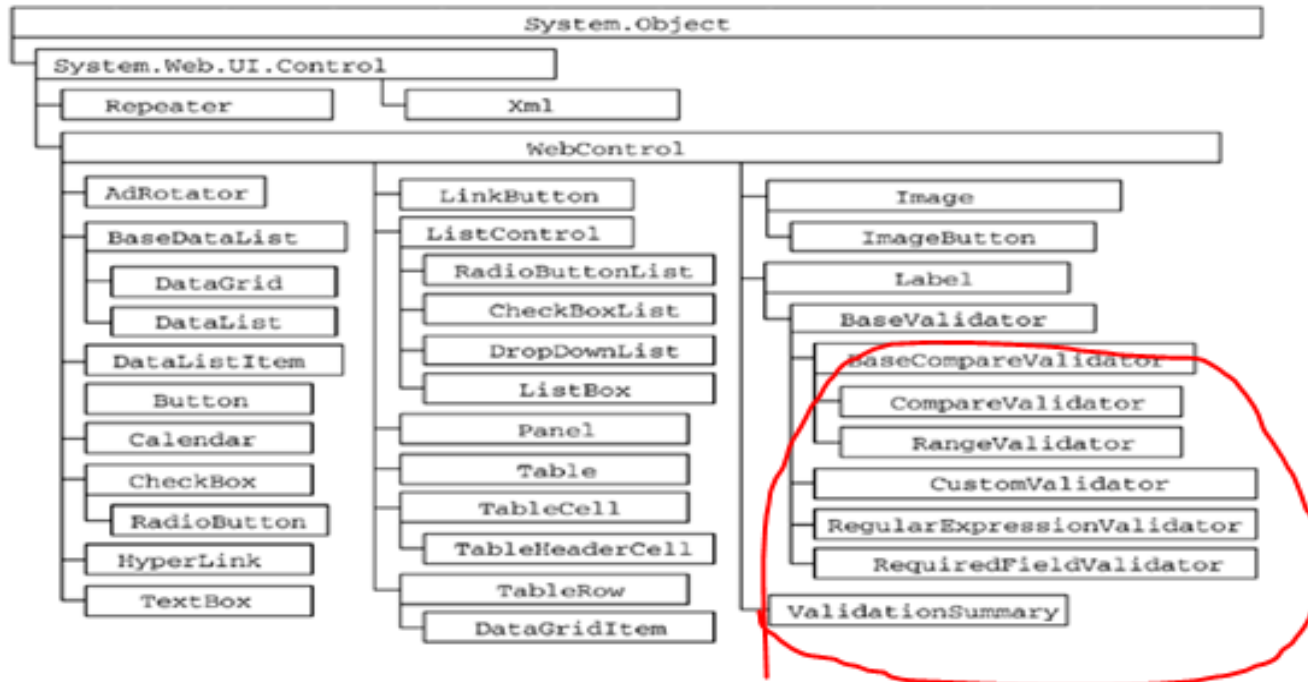 System.Object
System.Web.UI.Control
Repeater
Xml
WebControl
AdRotator
BaseDataList
DataGrid
DataList
DataListItem
Button
Calendar
CheckBox
RadioButton
HyperLink
TextBox
LinkButton
ListControl
RadioButtonList
CheckBoxList
DropDownList
ListBox
Panel
Table
TableCell
TableHeaderCell
TableRow
DataGridItem
Image
ImageButton
Label
BaseValidator
BaseCompareValidator
CompareValidator
RangeValidator
CustomValidator
RegularExpressionValidator
RequiredFieldValidator
ValidationSummary